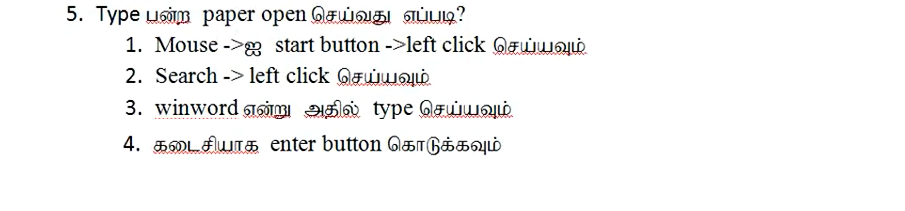 5. Type பன்ற paper open செய்வது எப்படி?
1. Mouse ->ஐ start button ->left click செய்யவும்
2. Search -> left click செய்யவும்
3. winword என்று அதில் type செய்யவும்
4. கடைசியாக enter button கொடுக்கவும்